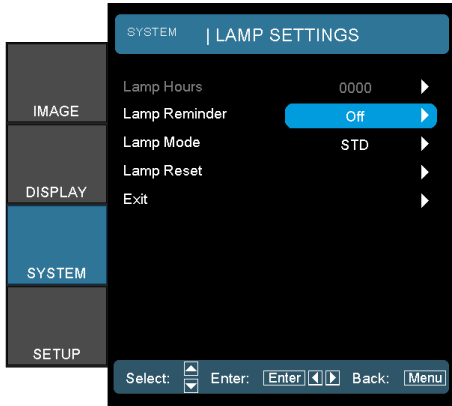 SYSTEM | LAMP SETTINGS
IMAGE
DISPLAY
SYSTEM
SETUP
Lamp Hours 0000
Lamp Reminder Off
Lamp Mode STD
Lamp Reset
Exit
Select: Enter: Enter Back: Menu